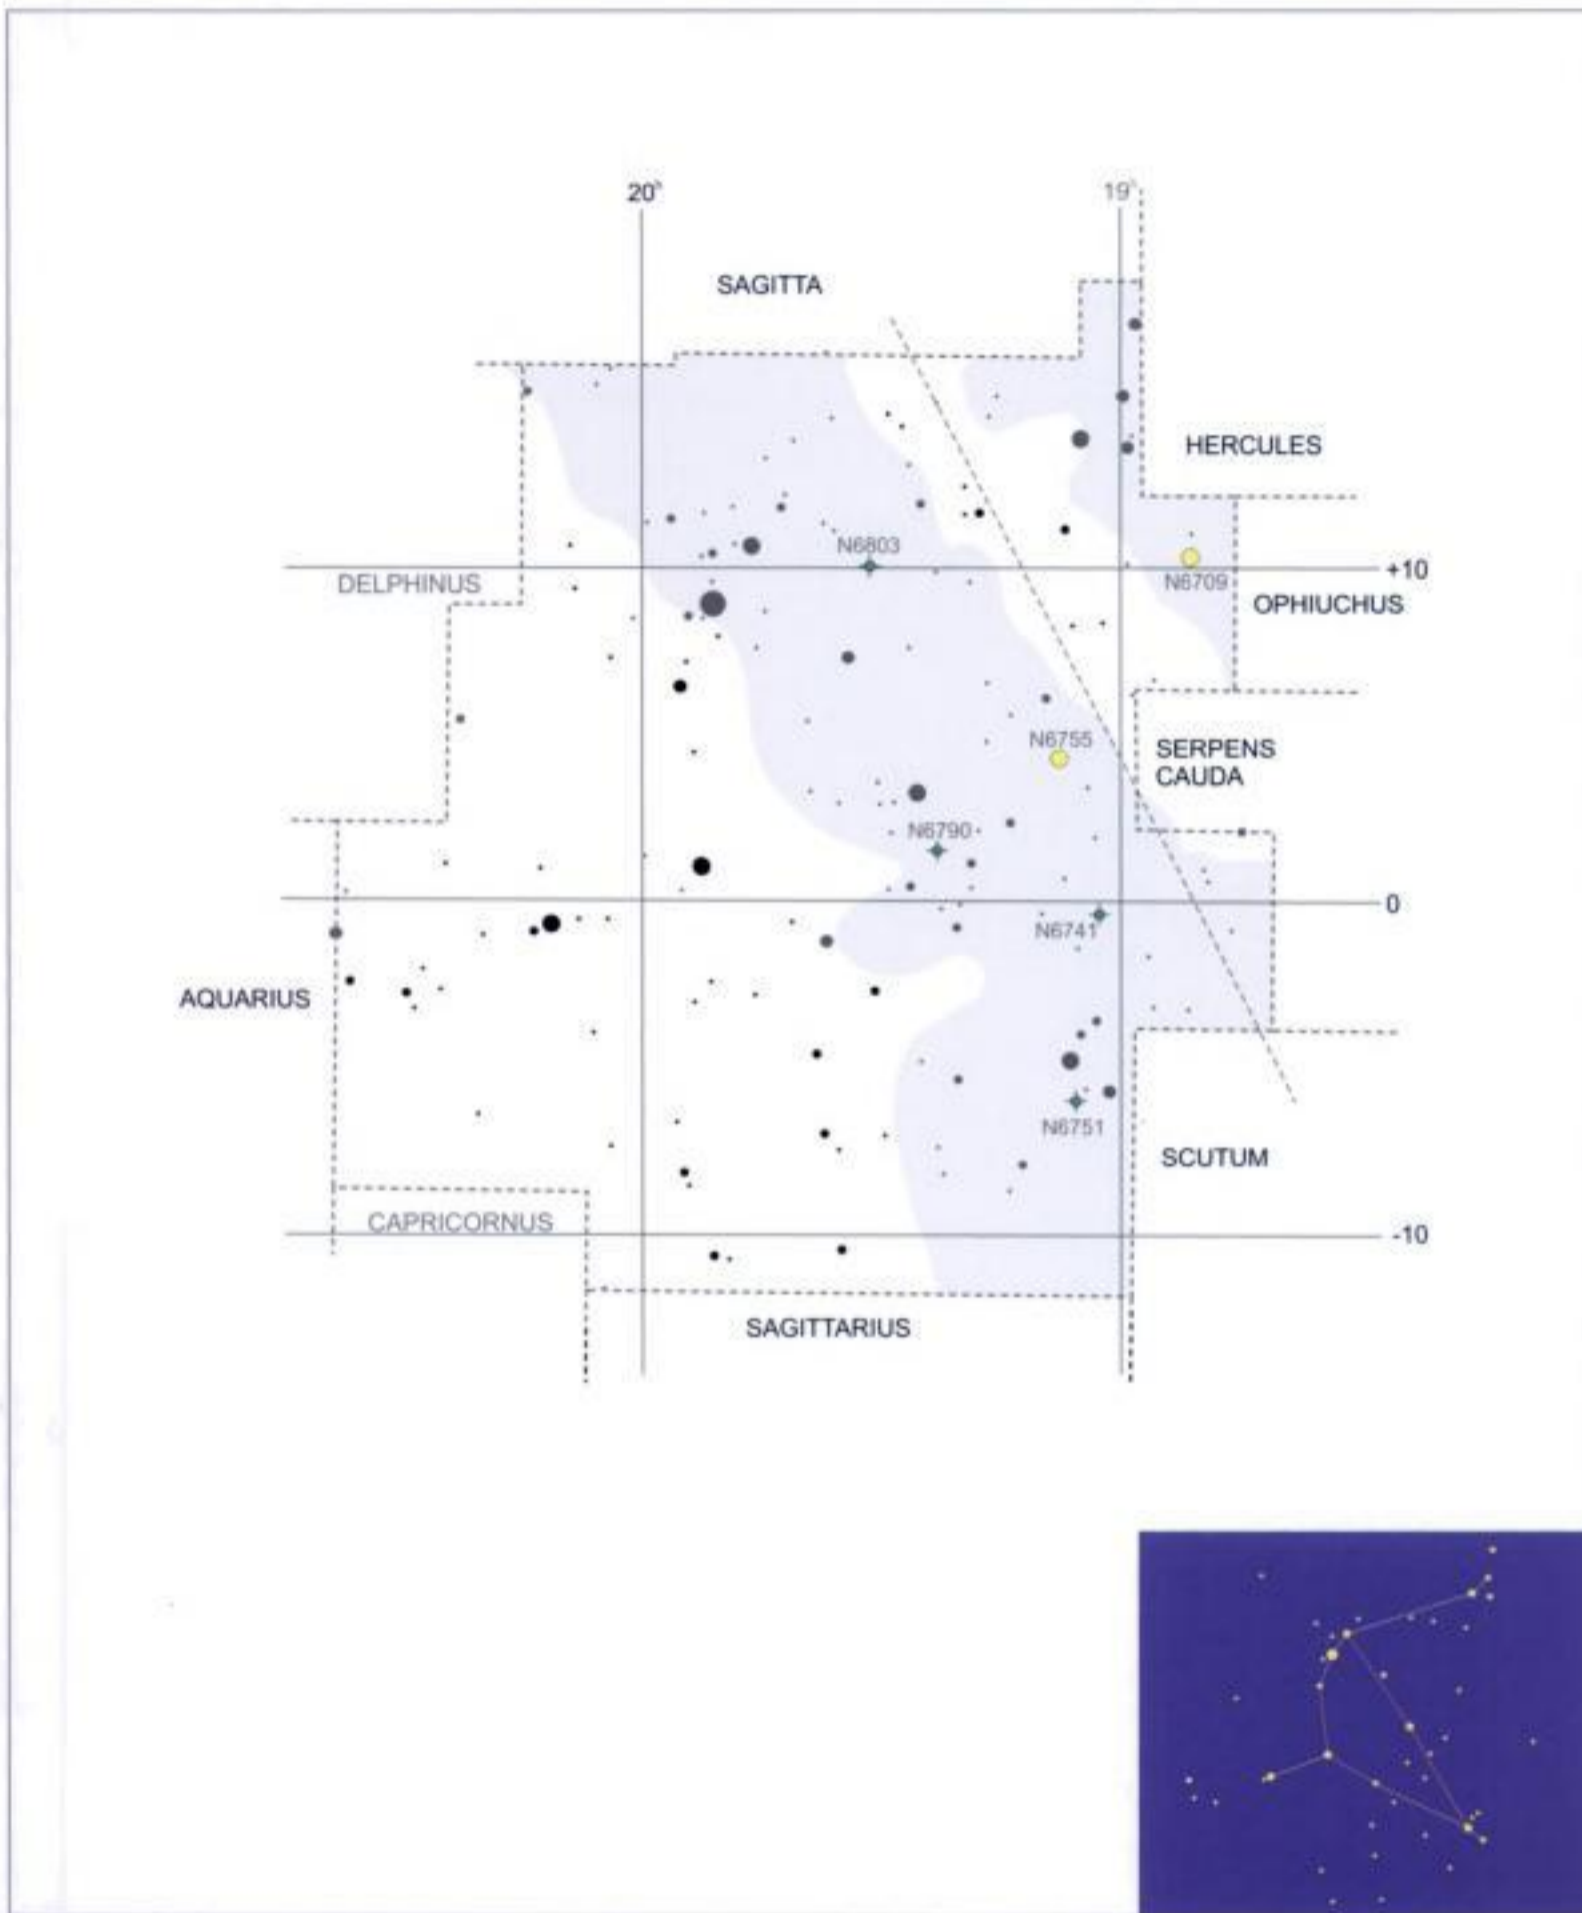 20h
19h
SAGITTA
HERCULES
N6803
+10
DELPHINUS
N6709
OPHIUCHUS
N6755
SERPENS
CAUDA
N6790
0
N6741
AQUARIUS
N6751
SCUTUM
CAPRICORNUS
-10
SAGITTARIUS